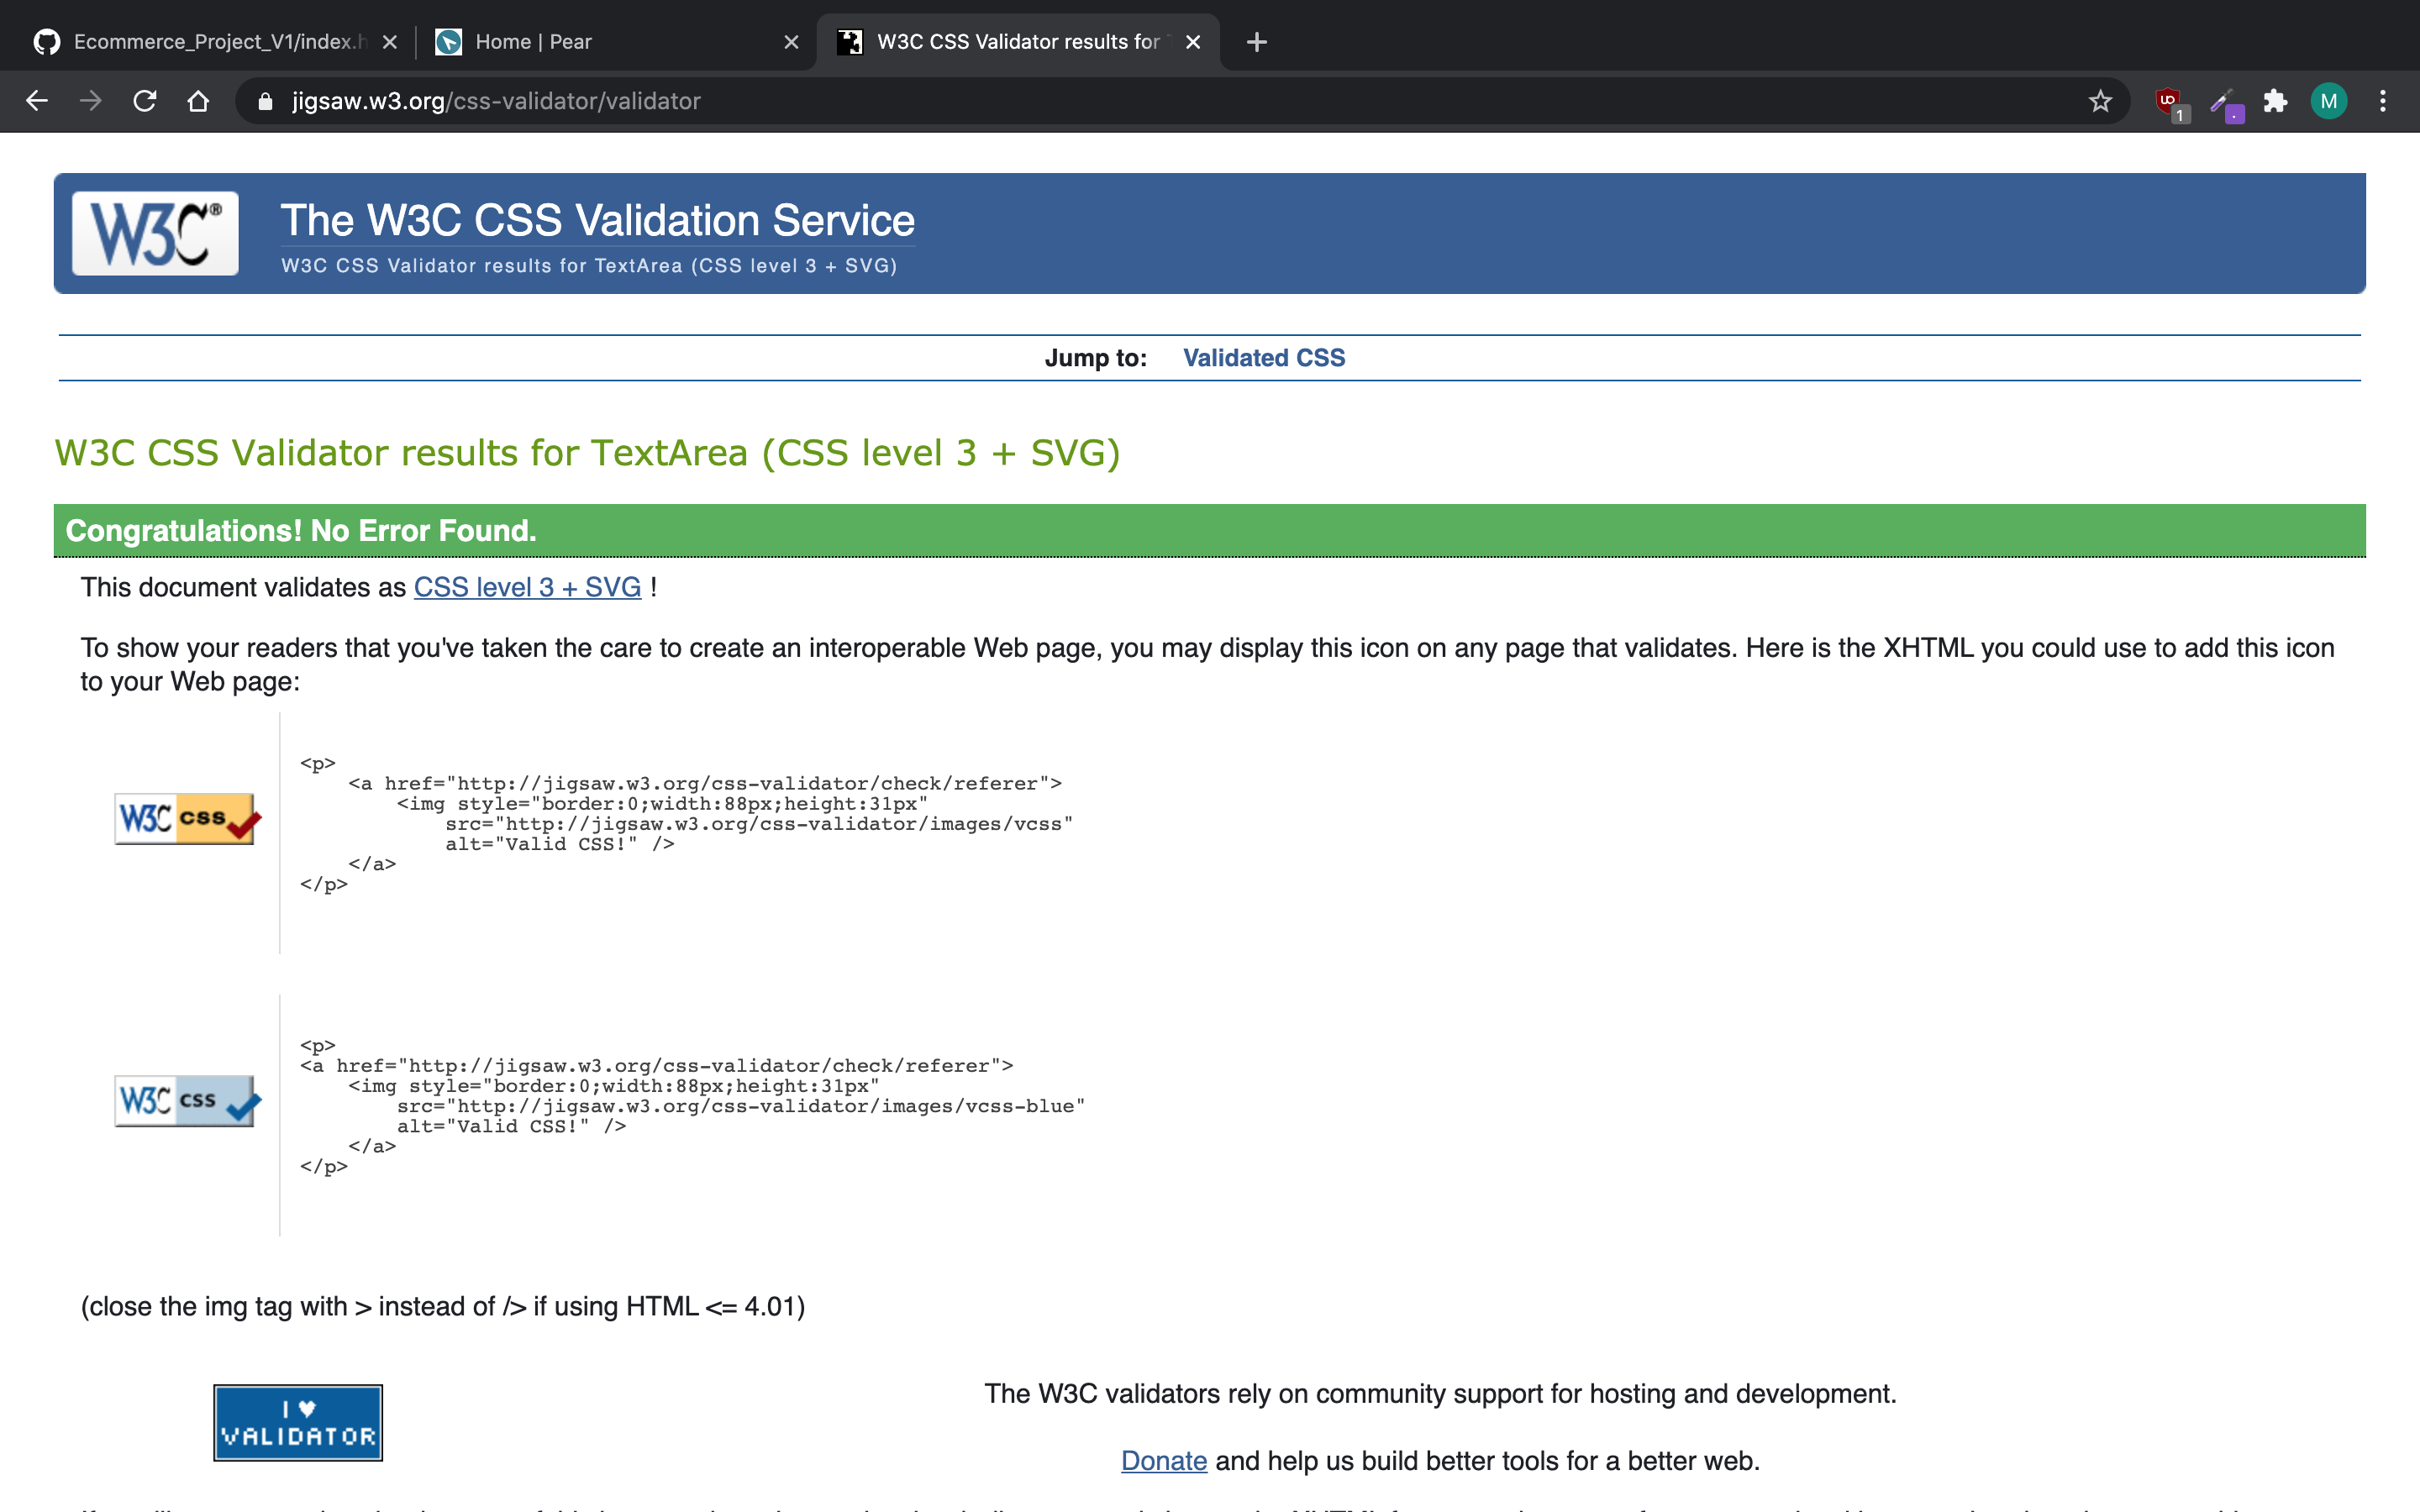 Ecommerce_Project_V1/index.h
Home | Pear
W3C CSS Validator results for
jigsaw.w3.org/css-validator/validator
1
M
W3C®
The W3C CSS Validation Service
W3C CSS Validator results for TextArea (CSS level 3 + SVG)
Jump to: Validated CSS
W3C CSS Validator results for TextArea (CSS level 3 + SVG)
Congratulations! No Error Found.
This document validates as CSS level 3 + SVG !
To show your readers that you've taken the care to create an interoperable Web page, you may display this icon on any page that validates. Here is the XHTML you could use to add this icon
to your Web page:
W3C css
<p>
<a href="http://jigsaw.w3.org/css-validator/check/referer">
<img style="border:0;width:88px;height:31px"
src="http://jigsaw.w3.org/css-validator/images/vcss"
alt="Valid CSS!" />
</a>
</p>
W3C css
<p>
<a href="http://jigsaw.w3.org/css-validator/check/referer">
<img style="border:0;width:88px;height:31px"
src="http://jigsaw.w3.org/css-validator/images/vcss-blue"
alt="Valid CSS!" />
</a>
</p>
(close the img tag with > instead of /> if using HTML <= 4.01)
I ♥
VALIDATOR
The W3C validators rely on community support for hosting and development.
Donate and help us build better tools for a better web.